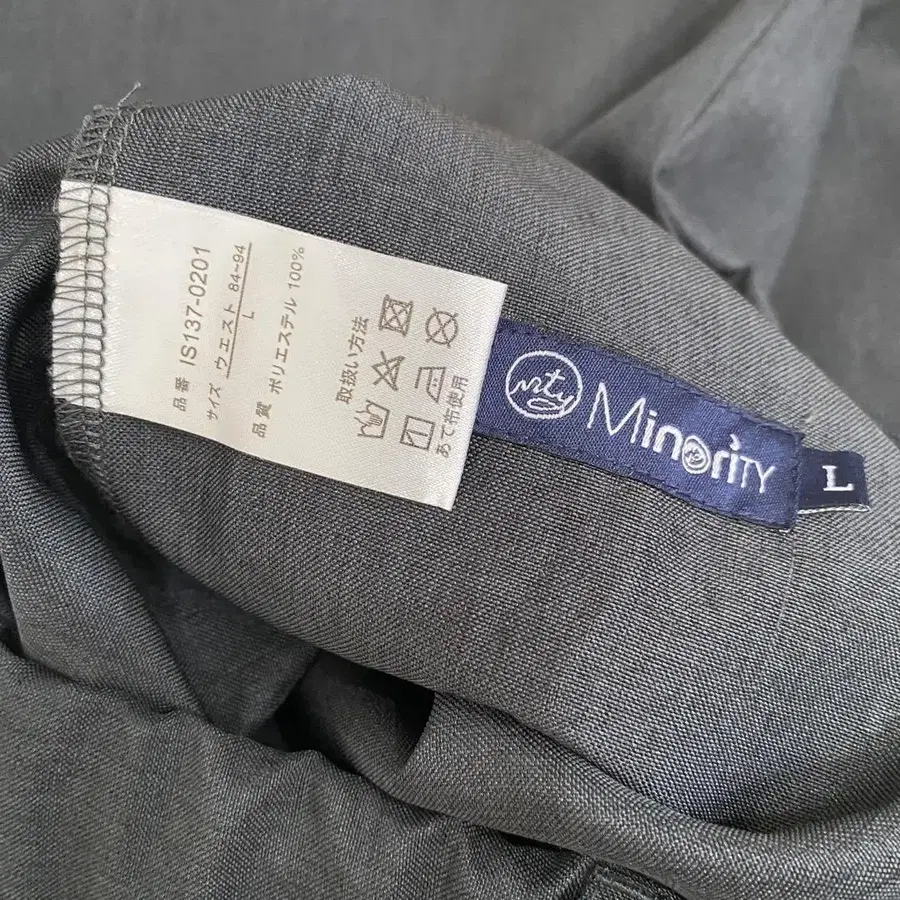 品番 IS137-0201
サイズ ウエスト 84~94
L
品質 ポリエステル 100%
取扱い方法
あて布使用
mty
MinoriTY
L